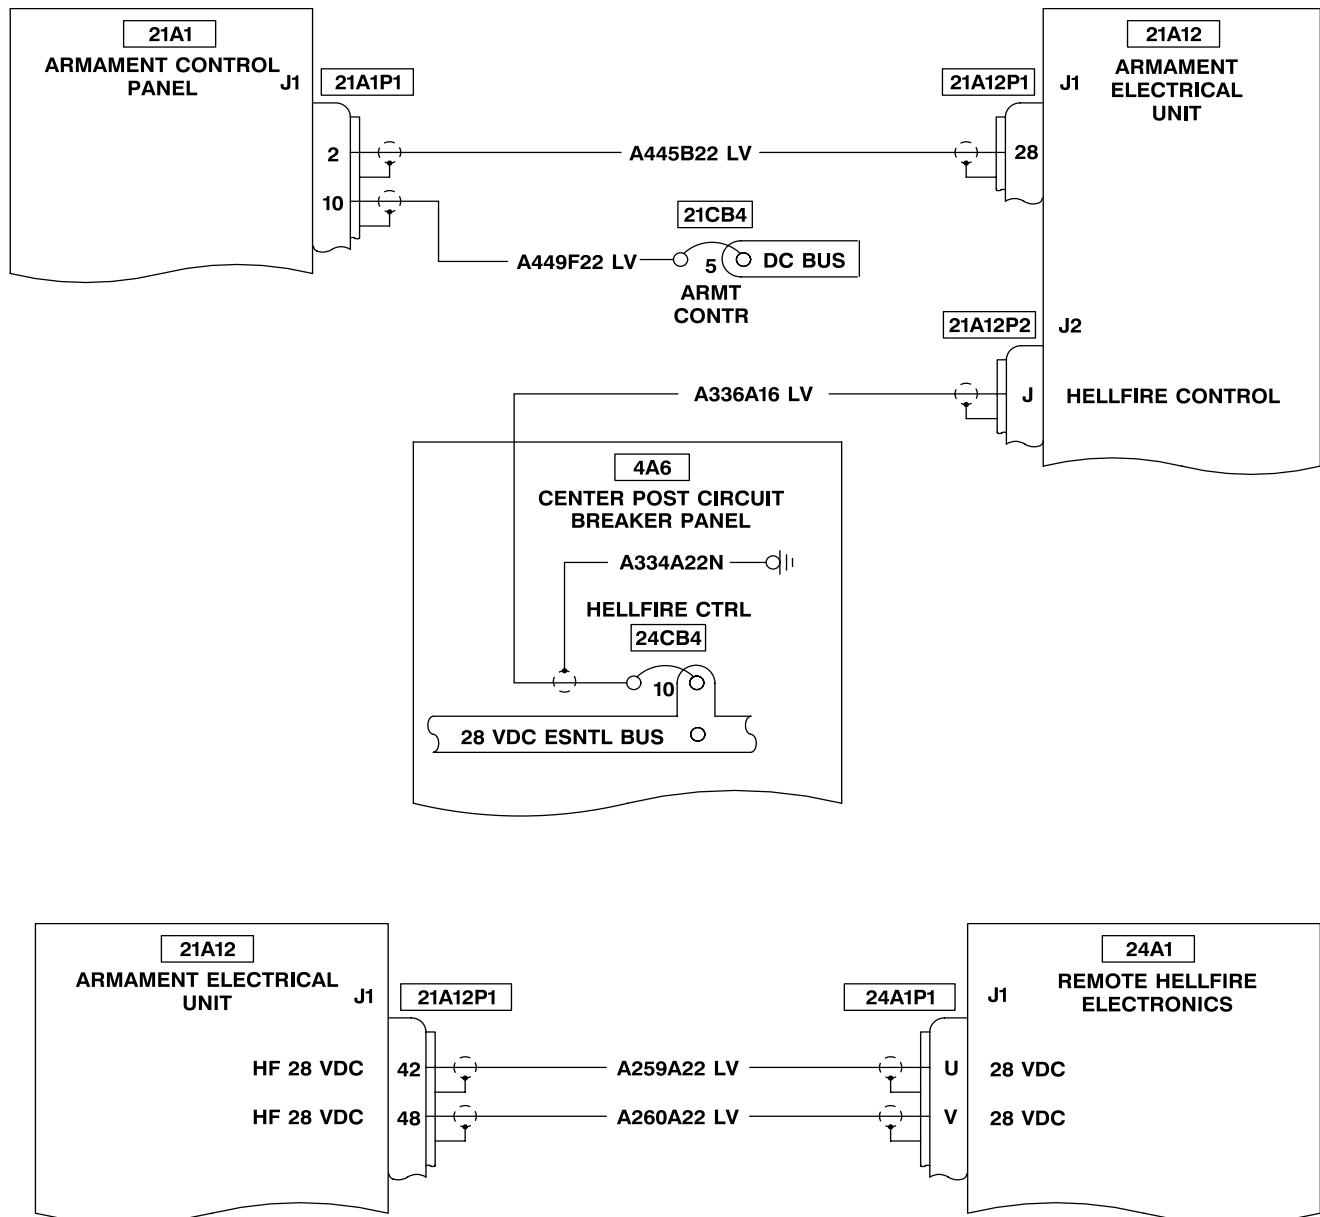 21A1
ARMAMENT CONTROL
PANEL
J1
21A1P1
2
10
A445B22 LV
A449F22 LV
21CB4
5
DC BUS
ARMT
CONTR
21A12P1
28
J1
21A12
ARMAMENT
ELECTRICAL
UNIT
21A12P2
J2
A336A16 LV
J
HELLFIRE CONTROL
4A6
CENTER POST CIRCUIT
BREAKER PANEL
A334A22N
HELLFIRE CTRL
24CB4
10
28 VDC ESNTL BUS
21A12
ARMAMENT ELECTRICAL
UNIT
J1
21A12P1
24A1P1
J1
24A1
REMOTE HELLFIRE
ELECTRONICS
HF 28 VDC
42
A259A22 LV
U
28 VDC
HF 28 VDC
48
A260A22 LV
V
28 VDC